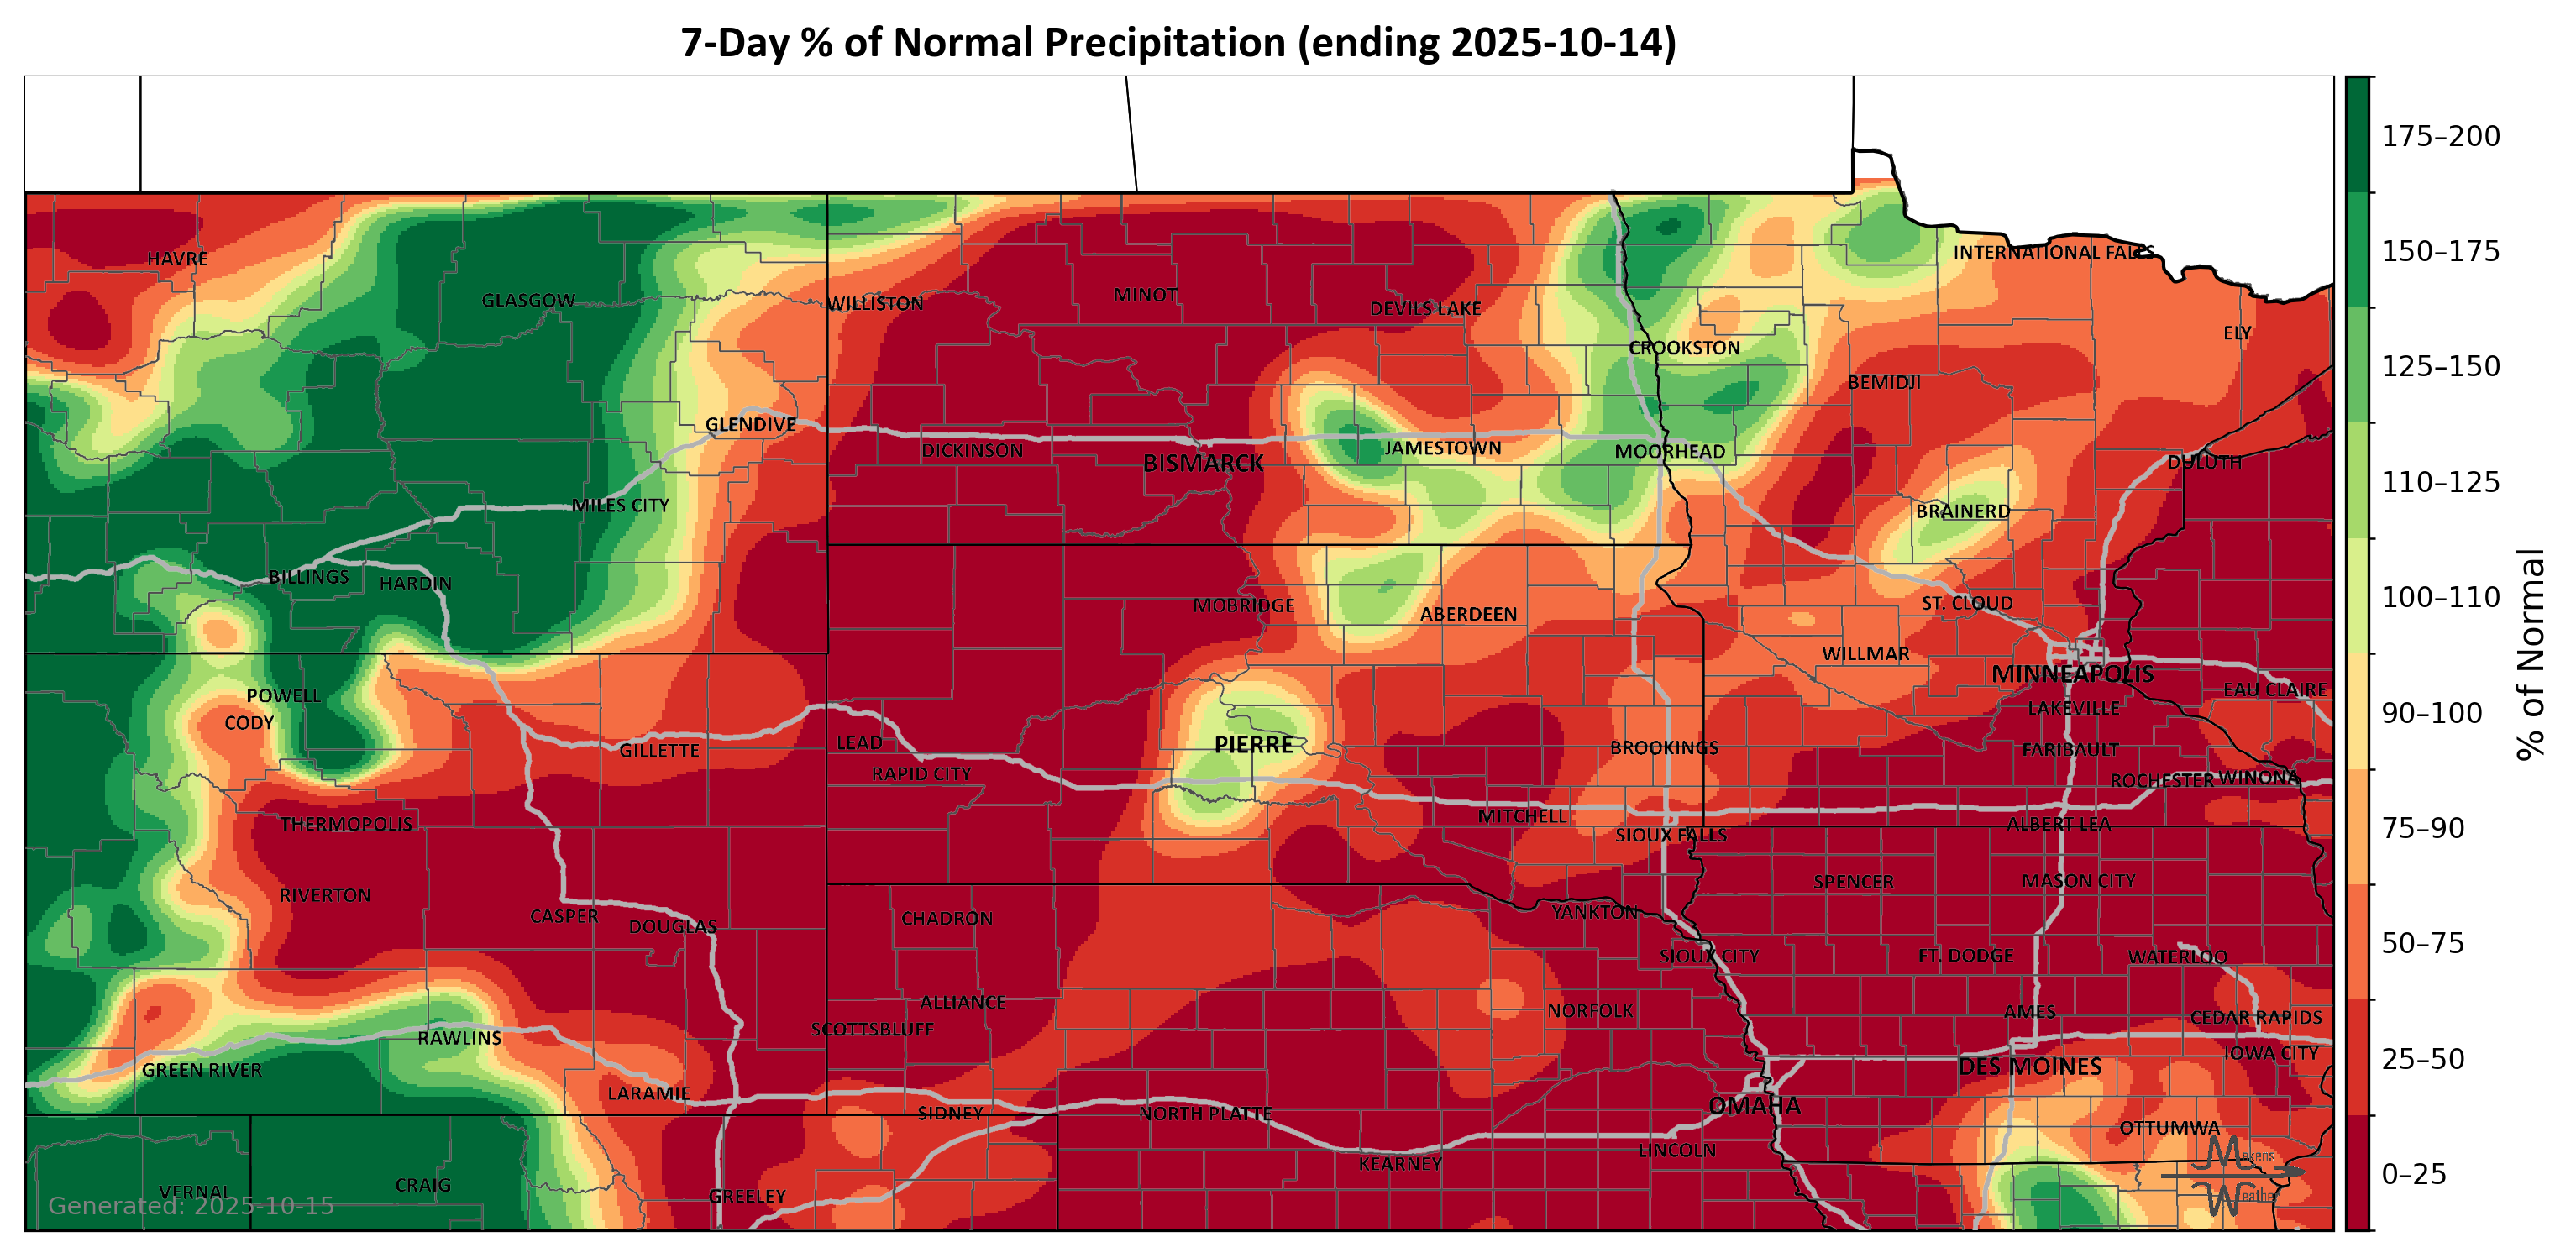 7-Day % of Normal Precipitation (ending 2025-10-14)
175–200
150–175
125–150
110–125
100–110
90–100
75–90
50–75
25–50
0–25
% of Normal
HAVRE
INTERNATIONAL FALLS
GLASGOW
WILLISTON
MINOT
DEVILS LAKE
ELY
CROOKSTON
BEMIDJI
GLENDIVE
DICKINSON
BISMARCK
JAMESTOWN
MOORHEAD
DULUTH
MILES CITY
BRAINERD
BILLINGS
HARDIN
MOBRIDGE
ABERDEEN
ST. CLOUD
WILLMAR
MINNEAPOLIS
POWELL
CODY
EAU CLAIRE
LAKEVILLE
GILLETTE
LEAD
PIERRE
BROOKINGS
FARIBAULT
RAPID CITY
ROCHESTER
WINONA
THERMOPOLIS
MITCHELL
SIOUX FALLS
ALBERT LEA
RIVERTON
SPENCER
MASON CITY
CASPER
DOUGLAS
CHADRON
YANKTON
SIOUX CITY
FT. DODGE
WATERLOO
ALLIANCE
NORFOLK
AMES
CEDAR RAPIDS
SCOTTSBLUFF
RAWLINS
IOWA CITY
GREEN RIVER
DES MOINES
LARAMIE
SIDNEY
NORTH PLATTE
OMAHA
OTTUMWA
LINCOLN
KEARNEY
VERNAL
CRAIG
GREELEY
Generated: 2025-10-15
Makens
Weather